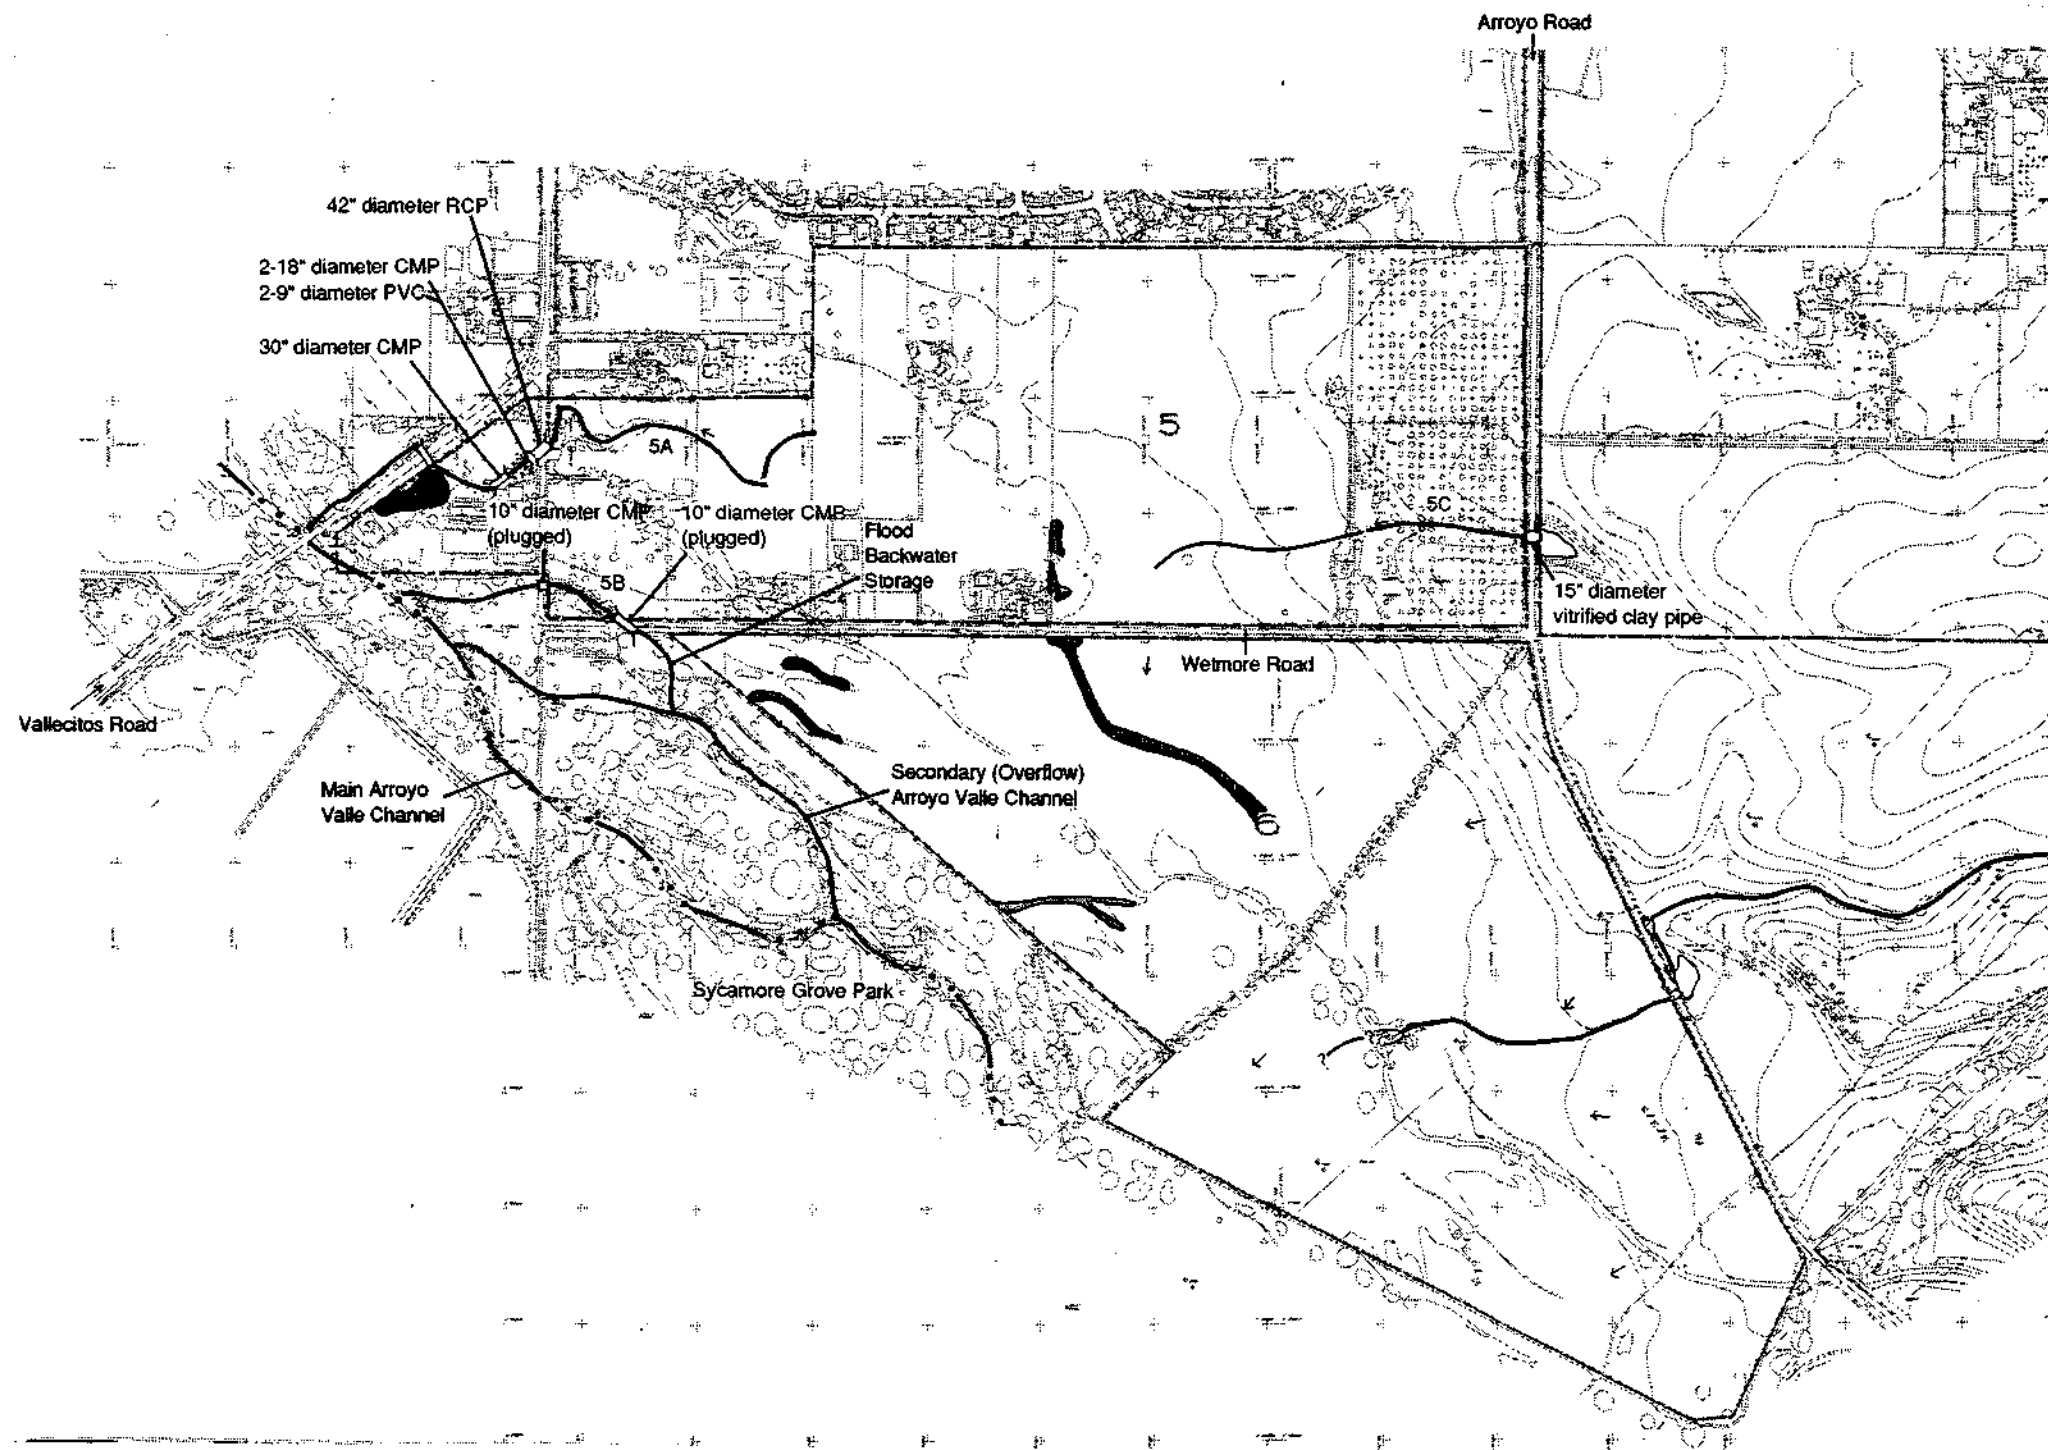 Arroyo Road
42" diameter RCP
2-18" diameter CMP
2-9" diameter PVC
30" diameter CMP
5
5A
5C
10" diameter CMP
(plugged)
10" diameter CMP
(plugged)
Flood
Backwater
Storage
5B
15" diameter
vitrified clay pipe
Wetmore Road
Vallecitos Road
Main Arroyo
Valle Channel
Secondary (Overflow)
Arroyo Valle Channel
Sycamore Grove Park
?